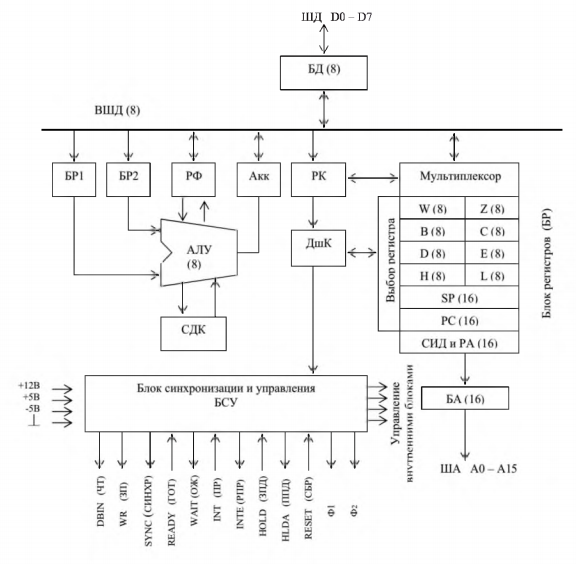 ШД D0 – D7
БД (8)
ВШД (8)
БР1
БР2
РФ
Акк
РК
Мультиплексор
W (8)
Z (8)
B (8)
C (8)
D (8)
E (8)
H (8)
L (8)
SP (16)
PC (16)
СИД и РА (16)
Выбор регистра
Блок регистров (БР)
АЛУ
(8)
ДшК
СДК
+12В
+5В
-5В
Блок синхронизации и управления
БСУ
Управление
внутренними блоками
БА (16)
ША A0 – A15
DBIN (ЧТ)
WR (ЗП)
SYNC (СИНХР)
READY (ГОТ)
WAIT (ОЖ)
INT (ПР)
INTE (РПР)
HOLD (ЗПД)
HLDA (ППД)
RESET (СБР)
Ф1
Ф2